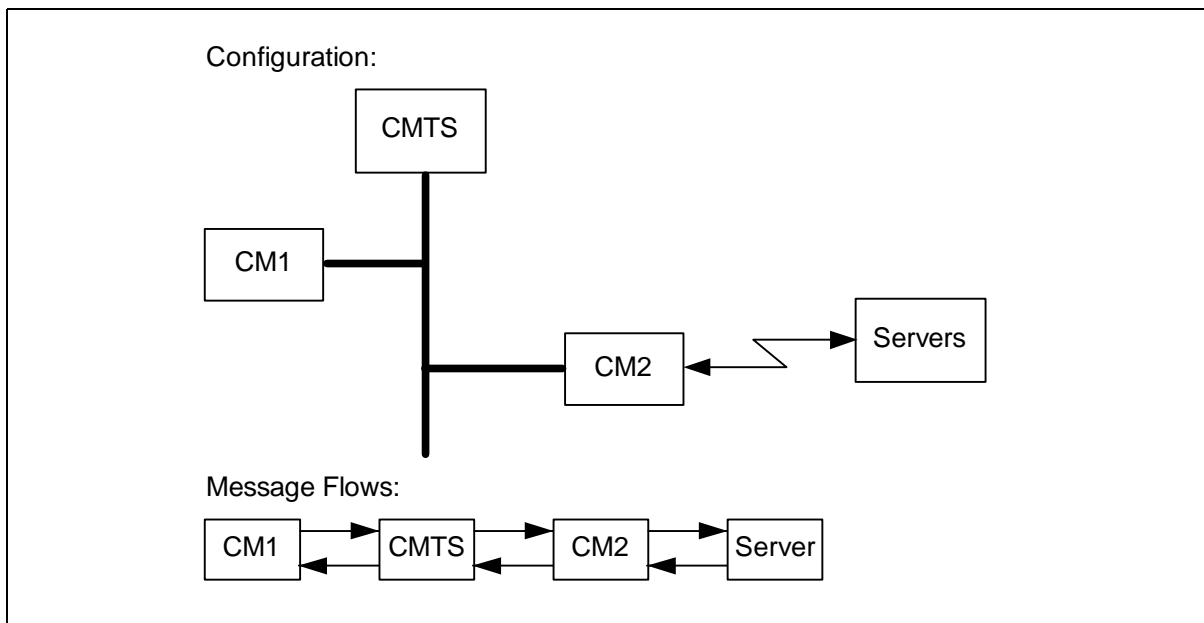 Configuration:
CMTS
CM1
CM2
Servers
Message Flows:
CM1 CMTS CM2 Server